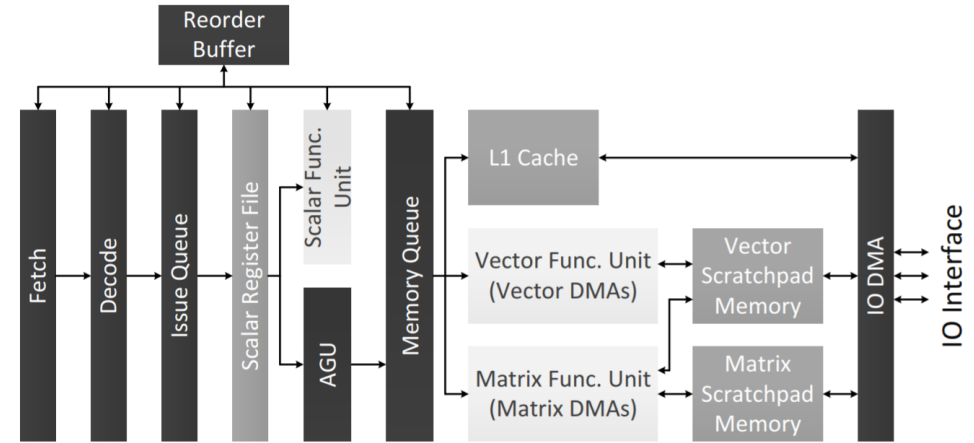 Reorder
Buffer
Fetch
Decode
Issue Queue
Scalar Register File
Scalar Func.
Unit
AGU
Memory Queue
L1 Cache
Vector Func. Unit
(Vector DMAs)
Matrix Func. Unit
(Matrix DMAs)
Vector
Scratchpad
Memory
Matrix
Scratchpad
Memory
IO DMA
IO Interface